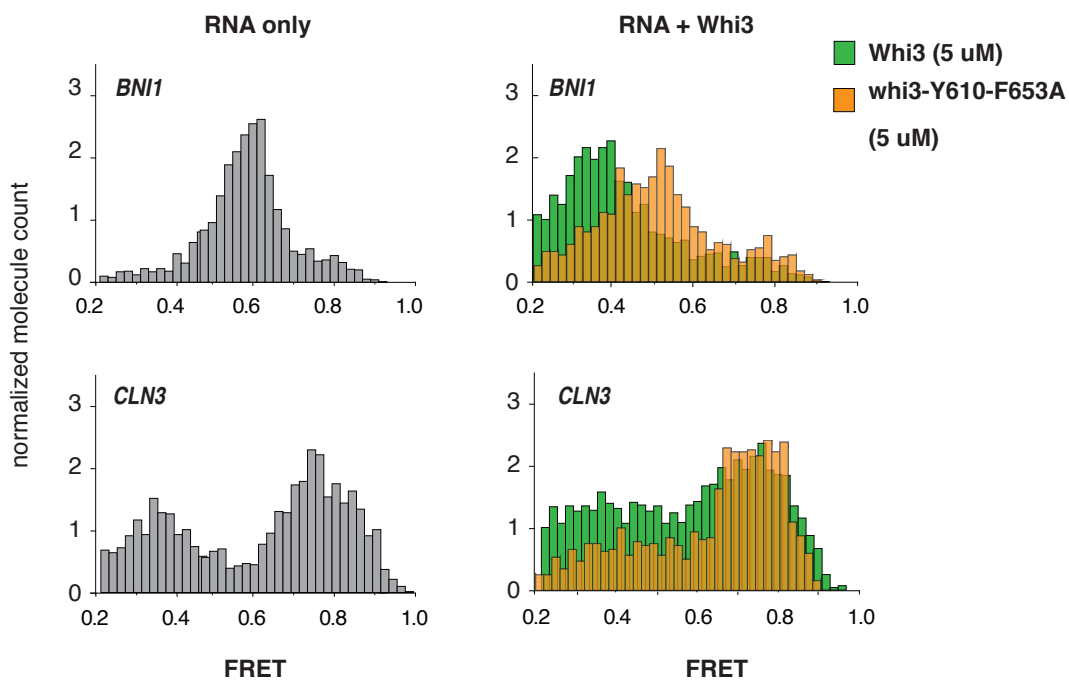 RNA only
RNA + Whi3
Whi3 (5 uM)
whi3-Y610-F653A
(5 uM)
normalized molecule count
BNI1
3
2
1
0
0.2 0.4 0.6 0.8 1.0
BNI1
3
2
1
0
0.2 0.4 0.6 0.8 1.0
CLN3
3
2
1
0
0.2 0.4 0.6 0.8 1.0
CLN3
3
2
1
0
0.2 0.4 0.6 0.8 1.0
FRET
FRET